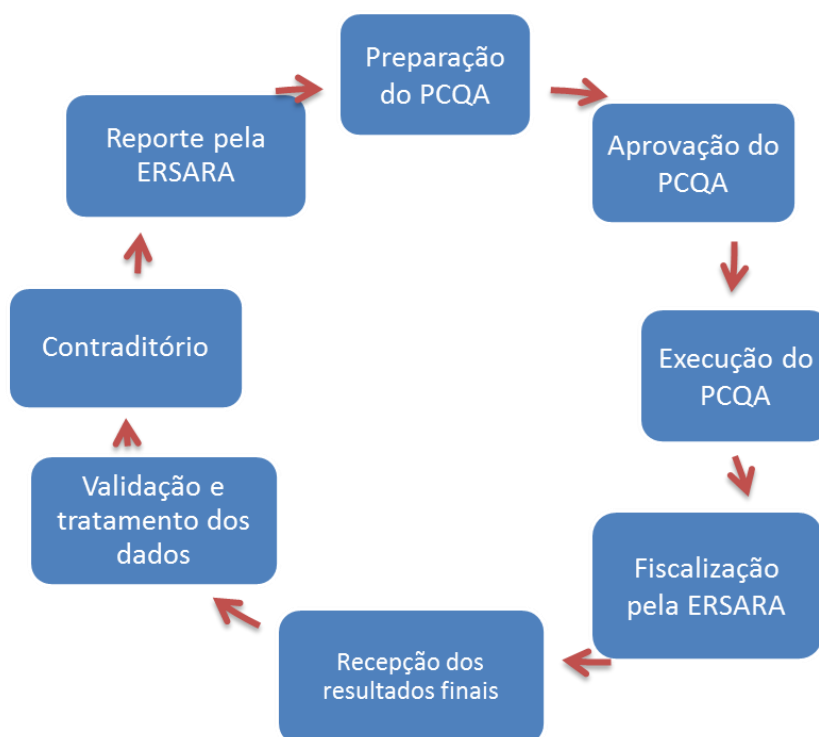 Preparação
do PCQA
Aprovação do
PCQA
Execução do
PCQA
Fiscalização
pela ERSARA
Recepção dos
resultados finais
Validação e
tratamento dos
dados
Contraditório
Reporte pela
ERSARA